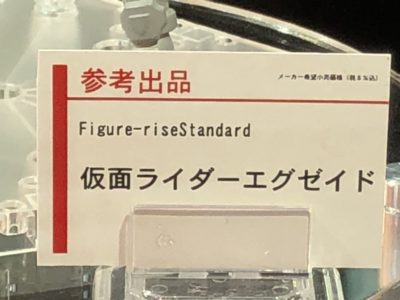 参考出品
メーカー希望小売価格(税8%込)
Figure-riseStandard
仮面ライダーエグゼイド